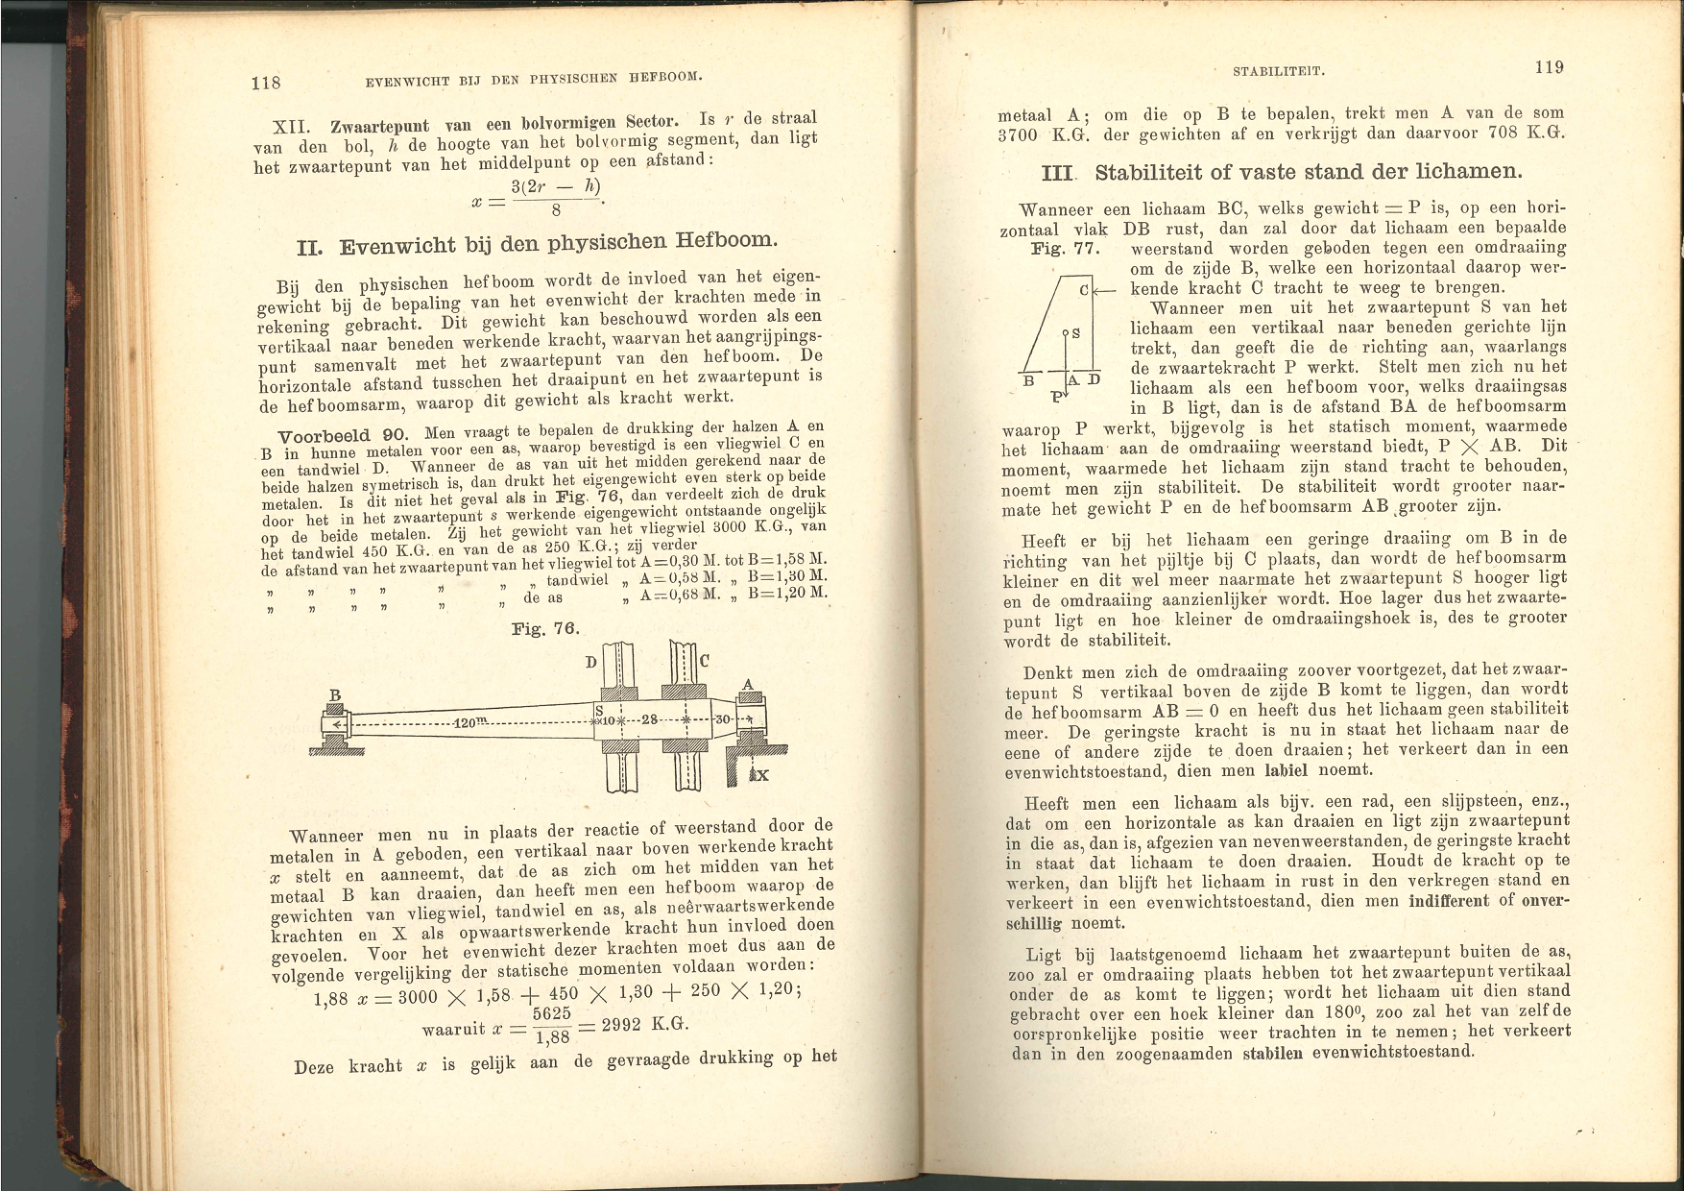 118 EVENWICHT BIJ DEN PHYSISCHEN HEFBOOM.
XII. Zwaartepunt van een bolvormigen Sector. Is r de straal
van den bol, h de hoogte van het bolvormig segment, dan ligt
het zwaartepunt van het middelpunt op een afstand:
x = 3(2r — h) / 8.
II. Evenwicht bij den physischen Hefboom.
Bij den physischen hefboom wordt de invloed van het eigen-
gewicht bij de bepaling van het evenwicht der krachten mede in
rekening gebracht. Dit gewicht kan beschouwd worden als een
vertikaal naar beneden werkende kracht, waarvan het aangrijpings-
punt samenvalt met het zwaartepunt van den hefboom. De
horizontale afstand tusschen het draaipunt en het zwaartepunt is
de hefboomsarm, waarop dit gewicht als kracht werkt.
Voorbeeld 90. Men vraagt te bepalen de drukking der halzen A en
B in hunne metalen voor een as, waarop bevestigd is een vliegwiel C en
een tandwiel D. Wanneer de as van uit het midden gerekend naar de
beide halzen symetrisch is, dan drukt het eigengewicht even sterk op beide
metalen. Is dit niet het geval als in Fig. 76, dan verdeelt zich de druk
door het in het zwaartepunt s werkende eigengewicht ontstaande ongelijk
op de beide metalen. Zij het gewicht van het vliegwiel 3000 K.G., van
het tandwiel 450 K.G. en van de as 250 K.G.; zij verder
de afstand van het zwaartepunt van het vliegwiel tot A=0,30 M. tot B=1,58 M.
„ „ „ „ „ „ „ tandwiel „ A=0,58 M. „ B=1,30 M.
„ „ „ „ „ „ de as „ A=0,68 M. „ B=1,20 M.
Fig. 76.
D C
B A
S
120m 10 28 30
X
Wanneer men nu in plaats der reactie of weerstand door de
metalen in A geboden, een vertikaal naar boven werkende kracht
x stelt en aanneemt, dat de as zich om het midden van het
metaal B kan draaien, dan heeft men een hefboom waarop de
gewichten van vliegwiel, tandwiel en as, als neêrwaartswerkende
krachten en X als opwaartswerkende kracht hun invloed doen
gevoelen. Voor het evenwicht dezer krachten moet dus aan de
volgende vergelijking der statische momenten voldaan worden:
1,88 x = 3000 × 1,58 + 450 × 1,30 + 250 × 1,20;
waaruit x = 5625 / 1,88 = 2992 K.G.
Deze kracht x is gelijk aan de gevraagde drukking op het
STABILITEIT. 119
metaal A; om die op B te bepalen, trekt men A van de som
3700 K.G. der gewichten af en verkrijgt dan daarvoor 708 K.G.
III. Stabiliteit of vaste stand der lichamen.
Wanneer een lichaam BC, welks gewicht = P is, op een hori-
zontaal vlak DB rust, dan zal door dat lichaam een bepaalde
Fig. 77. weerstand worden geboden tegen een omdraaiing
om de zijde B, welke een horizontaal daarop wer-
kende kracht C tracht te weeg te brengen.
Wanneer men uit het zwaartepunt S van het
lichaam een vertikaal naar beneden gerichte lijn
trekt, dan geeft die de richting aan, waarlangs
de zwaartekracht P werkt. Stelt men zich nu het
lichaam als een hefboom voor, welks draaiingsas
in B ligt, dan is de afstand BA de hefboomsarm
C
S
B A D
P
waarop P werkt, bijgevolg is het statisch moment, waarmede
het lichaam aan de omdraaiing weerstand biedt, P × AB. Dit
moment, waarmede het lichaam zijn stand tracht te behouden,
noemt men zijn stabiliteit. De stabiliteit wordt grooter naar-
mate het gewicht P en de hefboomsarm AB grooter zijn.
Heeft er bij het lichaam een geringe draaiing om B in de
richting van het pijltje bij C plaats, dan wordt de hefboomsarm
kleiner en dit wel meer naarmate het zwaartepunt S hooger ligt
en de omdraaiing aanzienlijker wordt. Hoe lager dus het zwaarte-
punt ligt en hoe kleiner de omdraaiingshoek is, des te grooter
wordt de stabiliteit.
Denkt men zich de omdraaiing zoover voortgezet, dat het zwaar-
tepunt S vertikaal boven de zijde B komt te liggen, dan wordt
de hefboomsarm AB = 0 en heeft dus het lichaam geen stabiliteit
meer. De geringste kracht is nu in staat het lichaam naar de
eene of andere zijde te doen draaien; het verkeert dan in een
evenwichtstoestand, dien men labiel noemt.
Heeft men een lichaam als bijv. een rad, een slijpsteen, enz.,
dat om een horizontale as kan draaien en ligt zijn zwaartepunt
in die as, dan is, afgezien van nevenweerstanden, de geringste kracht
in staat dat lichaam te doen draaien. Houdt de kracht op te
werken, dan blijft het lichaam in rust in den verkregen stand en
verkeert in een evenwichtstoestand, dien men indifferent of onver-
schillig noemt.
Ligt bij laatstgenoemd lichaam het zwaartepunt buiten de as,
zoo zal er omdraaiing plaats hebben tot het zwaartepunt vertikaal
onder de as komt te liggen; wordt het lichaam uit dien stand
gebracht over een hoek kleiner dan 180⁰, zoo zal het van zelf de
oorspronkelijke positie weer trachten in te nemen; het verkeert
dan in den zoogenaamden stabilen evenwichtstoestand.